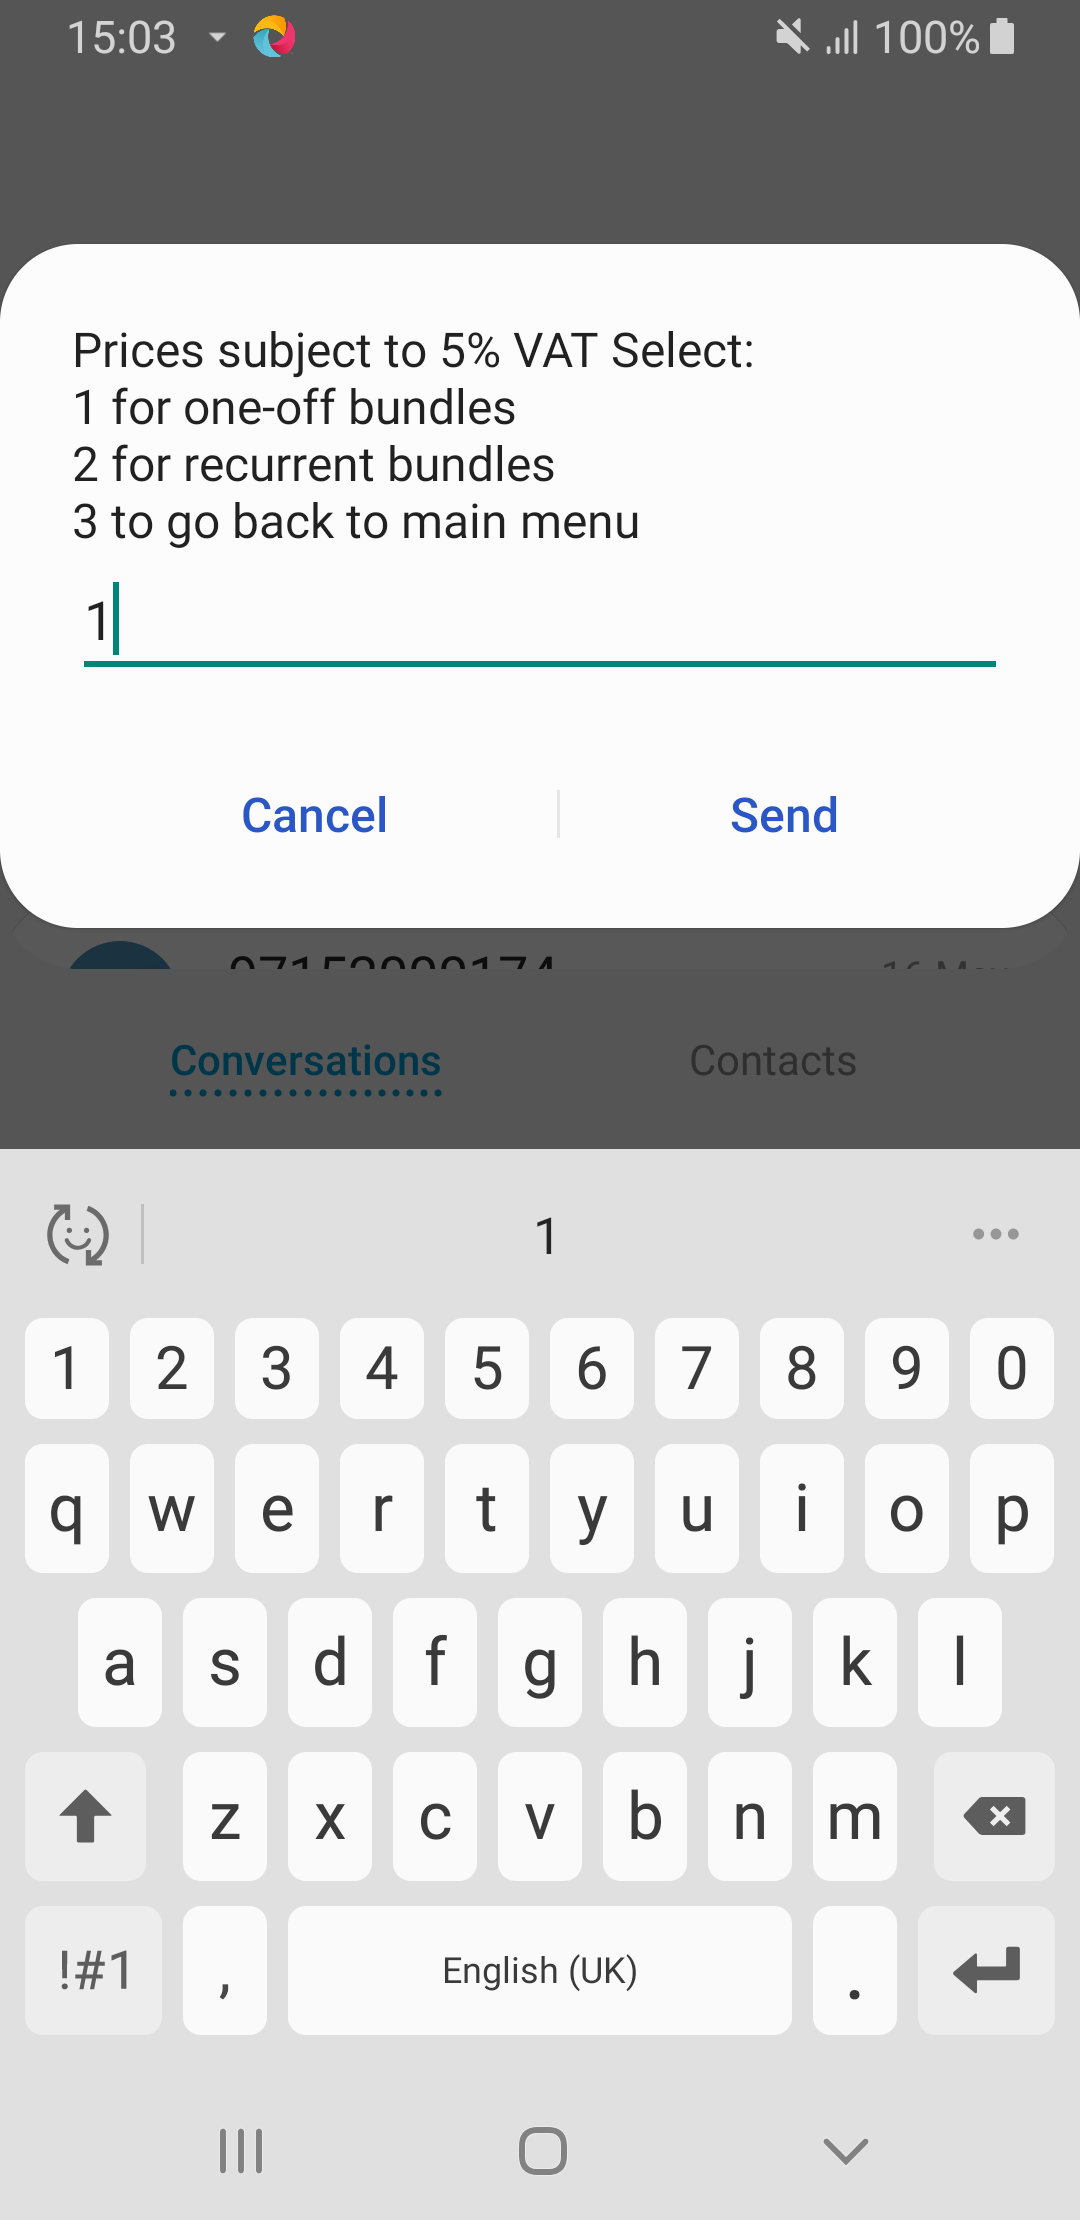 15:03
100%
Prices subject to 5% VAT Select:
1 for one-off bundles
2 for recurrent bundles
3 to go back to main menu
1
Cancel
Send
Conversations
Contacts
1
1 2 3 4 5 6 7 8 9 0
q w e r t y u i o p
a s d f g h j k l
z x c v b n m
!#1 , English (UK) .